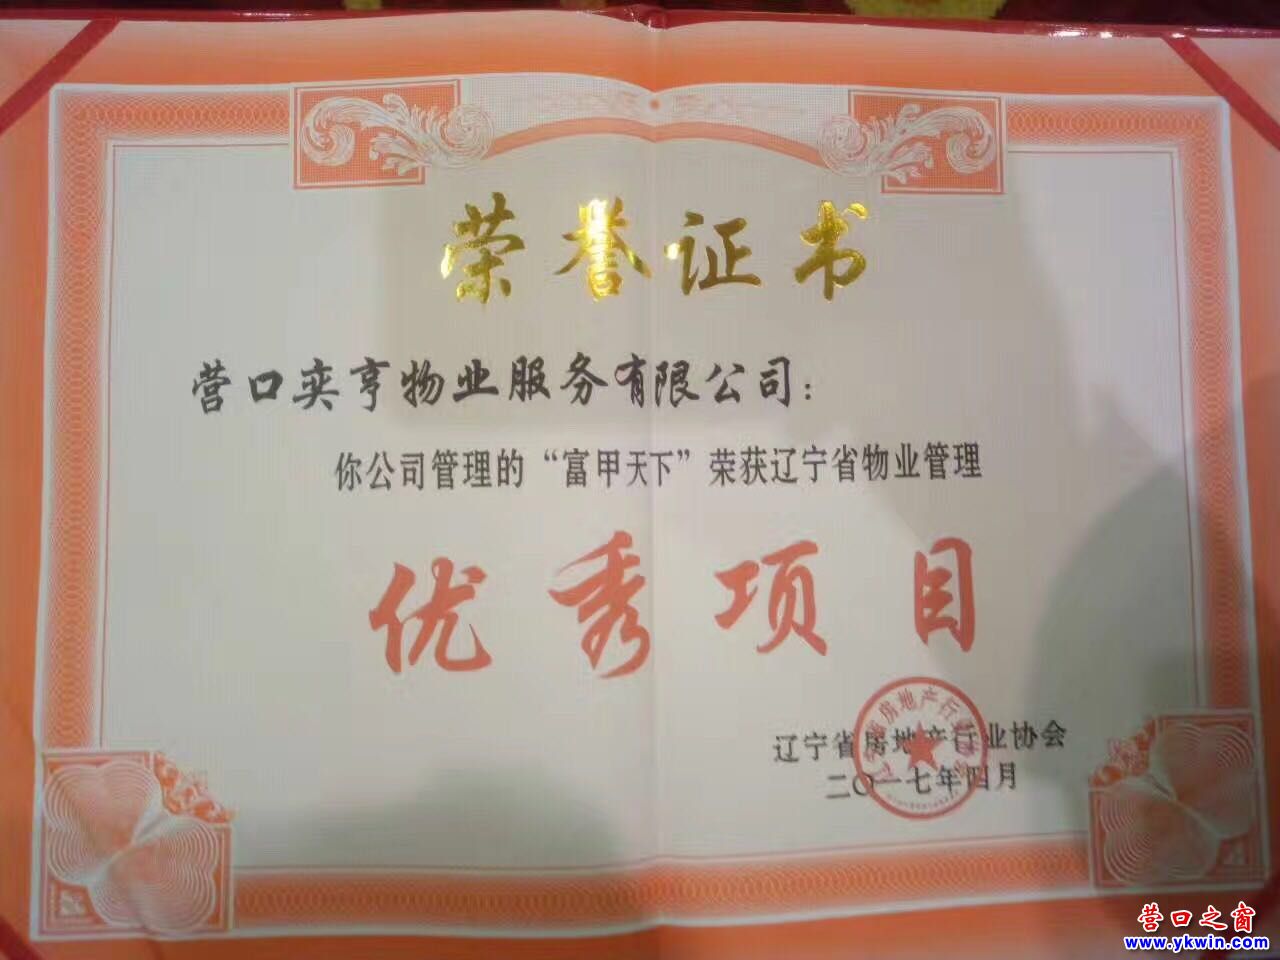 荣誉证书
营口奕亨物业服务有限公司：
你公司管理的“富甲天下”荣获辽宁省物业管理
优秀项目
辽宁省房地产行业协会
二〇一七年四月
营口之窗
www.ykwin.com